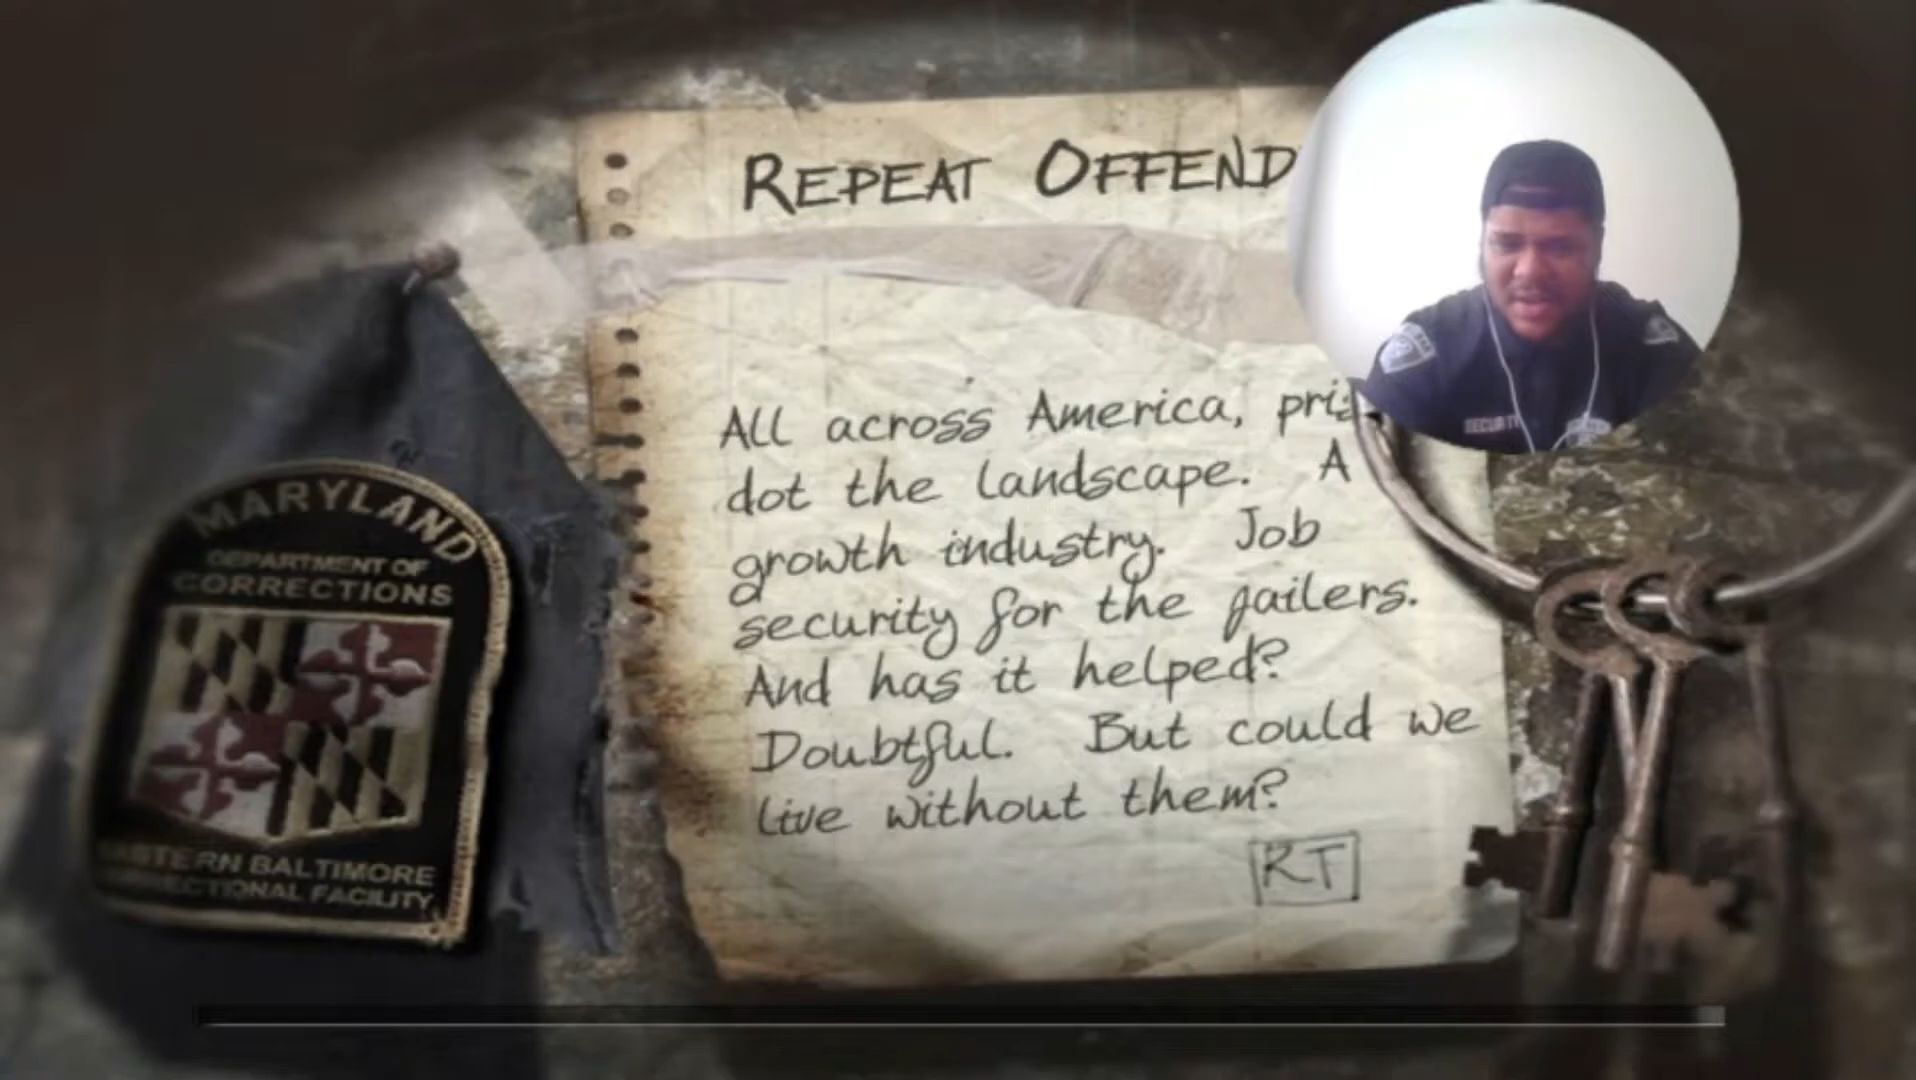 REPEAT OFFEND
All across America, pri
dot the landscape. A
growth industry. Job
security for the jailers.
And has it helped?
Doubtful. But could we
live without them?
RT
MARYLAND
DEPARTMENT OF
CORRECTIONS
EASTERN BALTIMORE
CORRECTIONAL FACILITY
SECURITY